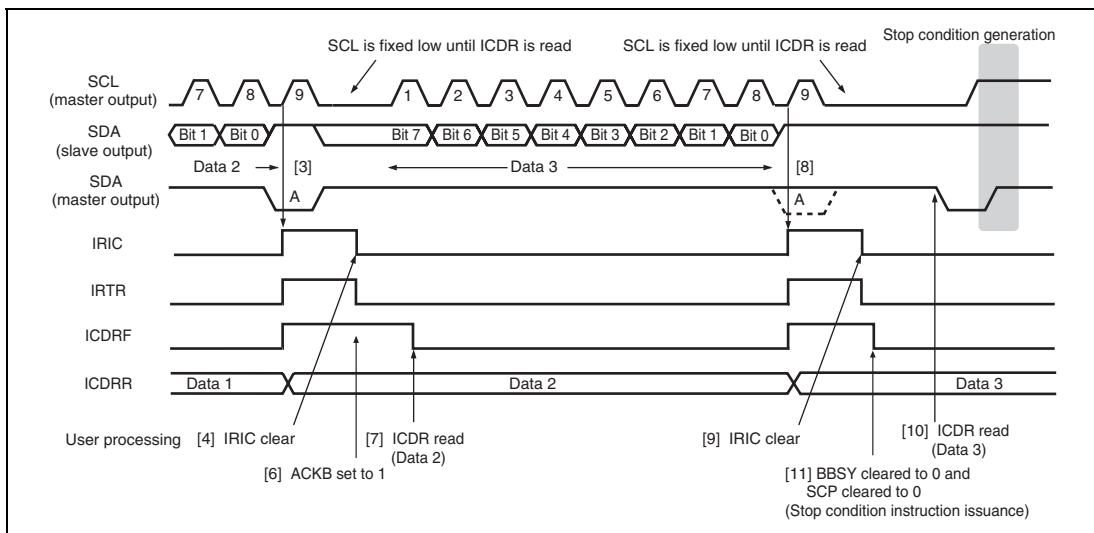 Stop condition generation
SCL is fixed low until ICDR is read
SCL is fixed low until ICDR is read
SCL
(master output)
7 8 9 1 2 3 4 5 6 7 8 9
SDA
(slave output)
Bit 1 Bit 0 Bit 7 Bit 6 Bit 5 Bit 4 Bit 3 Bit 2 Bit 1 Bit 0
Data 2 [3] Data 3 [8]
SDA
(master output)
A A
IRIC
IRTR
ICDRF
ICDRR Data 1 Data 2 Data 3
User processing
[4] IRIC clear
[7] ICDR read
(Data 2)
[9] IRIC clear
[10] ICDR read
(Data 3)
[6] ACKB set to 1
[11] BBSY cleared to 0 and
SCP cleared to 0
(Stop condition instruction issuance)